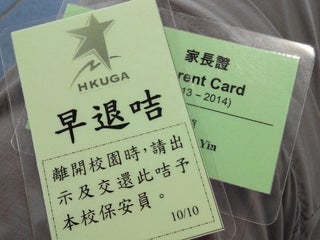 HKUGA
早退咭
離開校園時，請出
示及交還此咭予
本校保安員。
10/10
家長證
rent Card
13 – 2014)
Yin